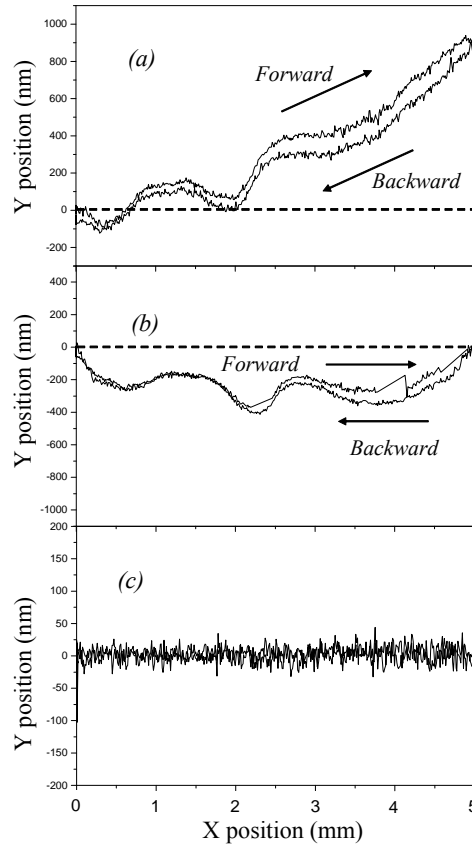 1000
800
600
400
200
0
-200
Y position (nm)
(a)
Forward
Backward
400
200
0
-200
-400
-600
-800
-1000
Y position (nm)
(b)
Forward
Backward
200
150
100
50
0
-50
-100
-150
-200
Y position (nm)
(c)
0 1 2 3 4 5
X position (mm)